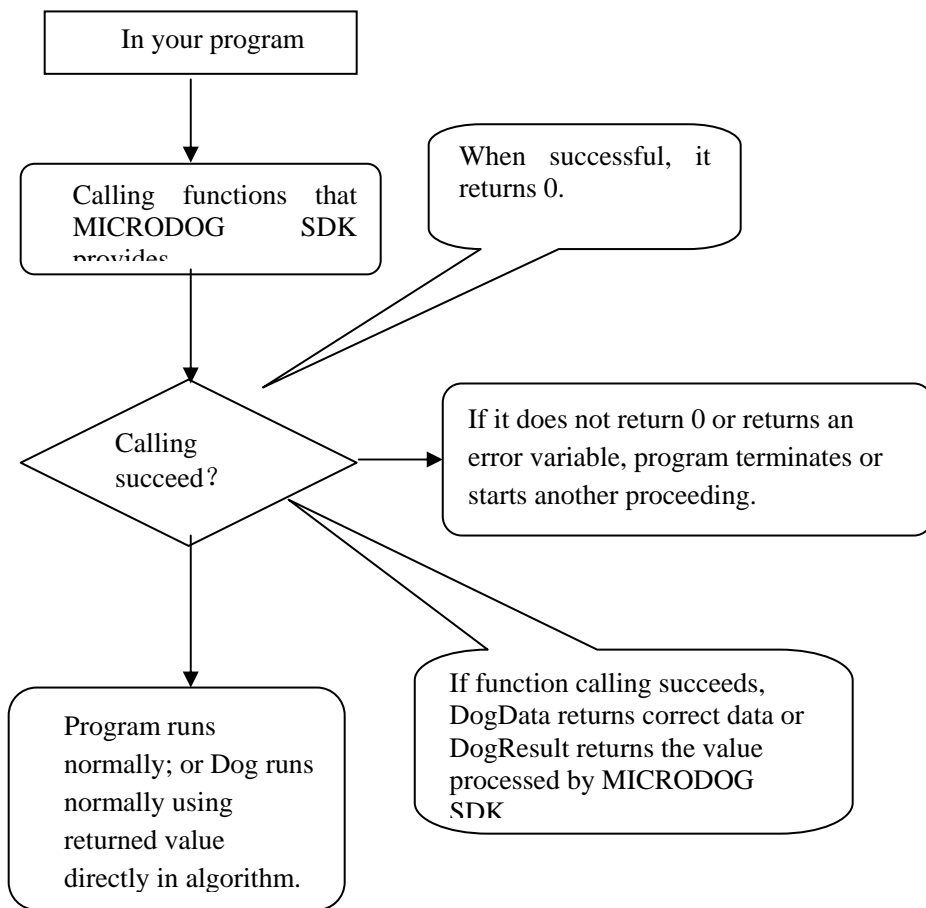 In your program
When successful, it
returns 0.
Calling functions that
MICRODOG SDK
provides
Calling
succeed?
If it does not return 0 or returns an
error variable, program terminates or
starts another proceeding.
If function calling succeeds,
DogData returns correct data or
DogResult returns the value
processed by MICRODOG
SDK
Program runs
normally; or Dog runs
normally using
returned value
directly in algorithm.